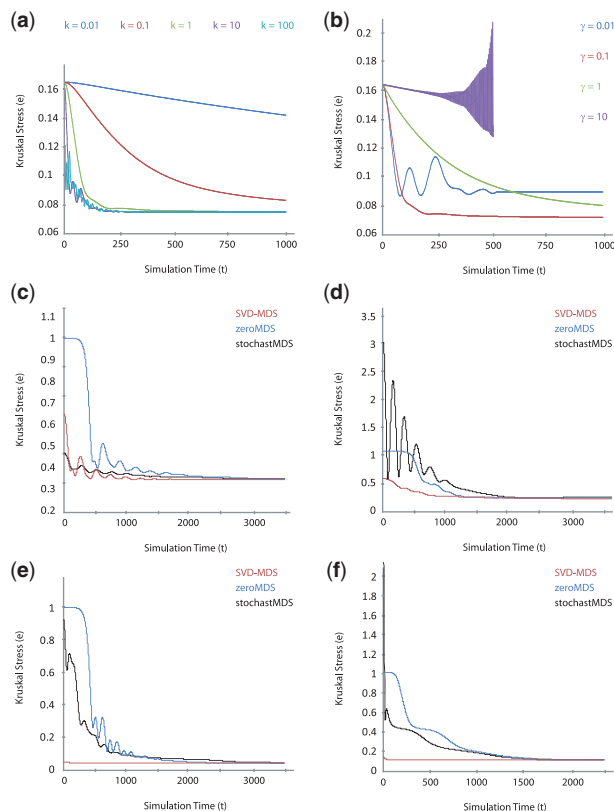 (a)
k = 0.01 k = 0.1 k = 1 k = 10 k = 100
Kruskal Stress (e)
0.16
0.14
0.12
0.10
0.08
0.06
0 250 500 750 1000
Simulation Time (t)
(b)
γ = 0.01
γ = 0.1
γ = 1
γ = 10
Kruskal Stress (e)
0.2
0.18
0.16
0.14
0.12
0.10
0.08
0.06
0 250 500 750 1000
Simulation Time (t)
(c)
SVD-MDS
zeroMDS
stochastMDS
Kruskal Stress (e)
1.1
1
0.9
0.8
0.7
0.6
0.5
0.4
0.3
0.2
0 500 1000 2000 3000
Simulation Time (t)
(d)
SVD-MDS
zeroMDS
stochastMDS
Kruskal Stress (e)
3.5
3
2.5
2
1.5
1
0.5
0
0 500 1000 2000 3000
Simulation Time (t)
(e)
SVD-MDS
zeroMDS
stochastMDS
Kruskal Stress (e)
1
0.8
0.6
0.4
0.2
0
0 500 1000 2000 3000
Simulation Time (t)
(f)
SVD-MDS
zeroMDS
stochastMDS
Kruskal Stress (e)
2
1.8
1.6
1.4
1.2
1
0.8
0.6
0.4
0.2
0
0 500 1000 1500 2000
Simulation Time (t)